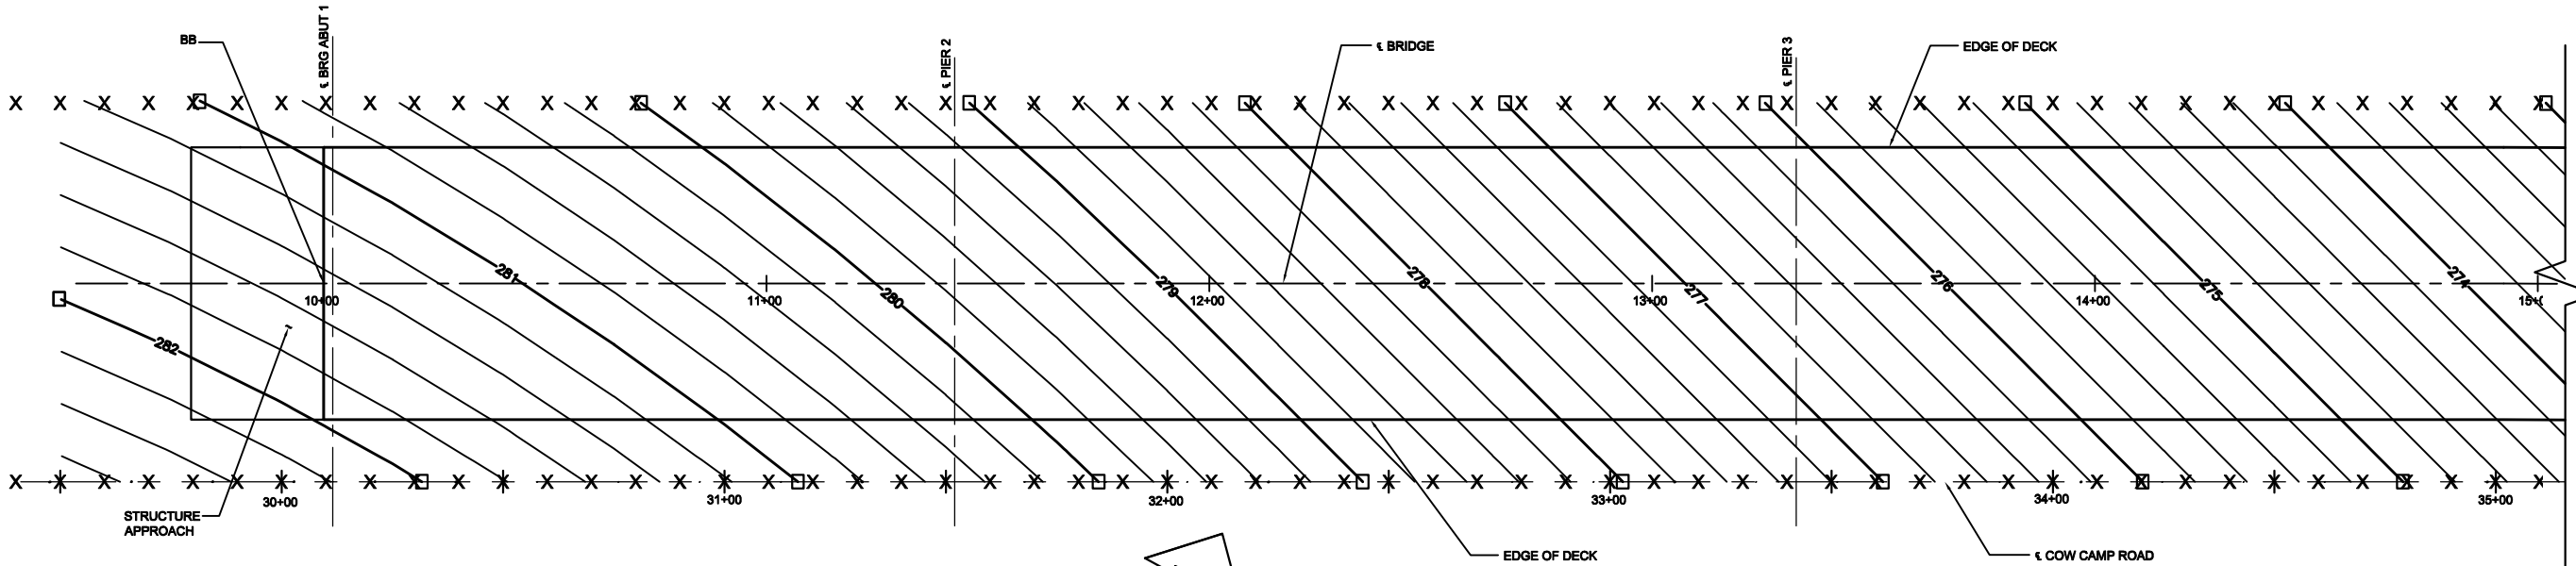 BB
℄ BRG ABUT 1
℄ PIER 2
℄ BRIDGE
℄ PIER 3
EDGE OF DECK
X X X X X X X X X X X X X X X X X X X X X X X X X X X X X X X X X X X X X X X X X X X X X X X X X X X X X X X X X X
281
280
279
278
277
276
275
274
10+00
11+00
12+00
13+00
14+00
282
X X X X X X X X X X X X X X X X X X X X X X X X X X X X X X X X X X X X X X X X X X X X X X X X X X X X X X X X X X
30+00
31+00
32+00
33+00
34+00
35+00
STRUCTURE
APPROACH
EDGE OF DECK
℄ COW CAMP ROAD